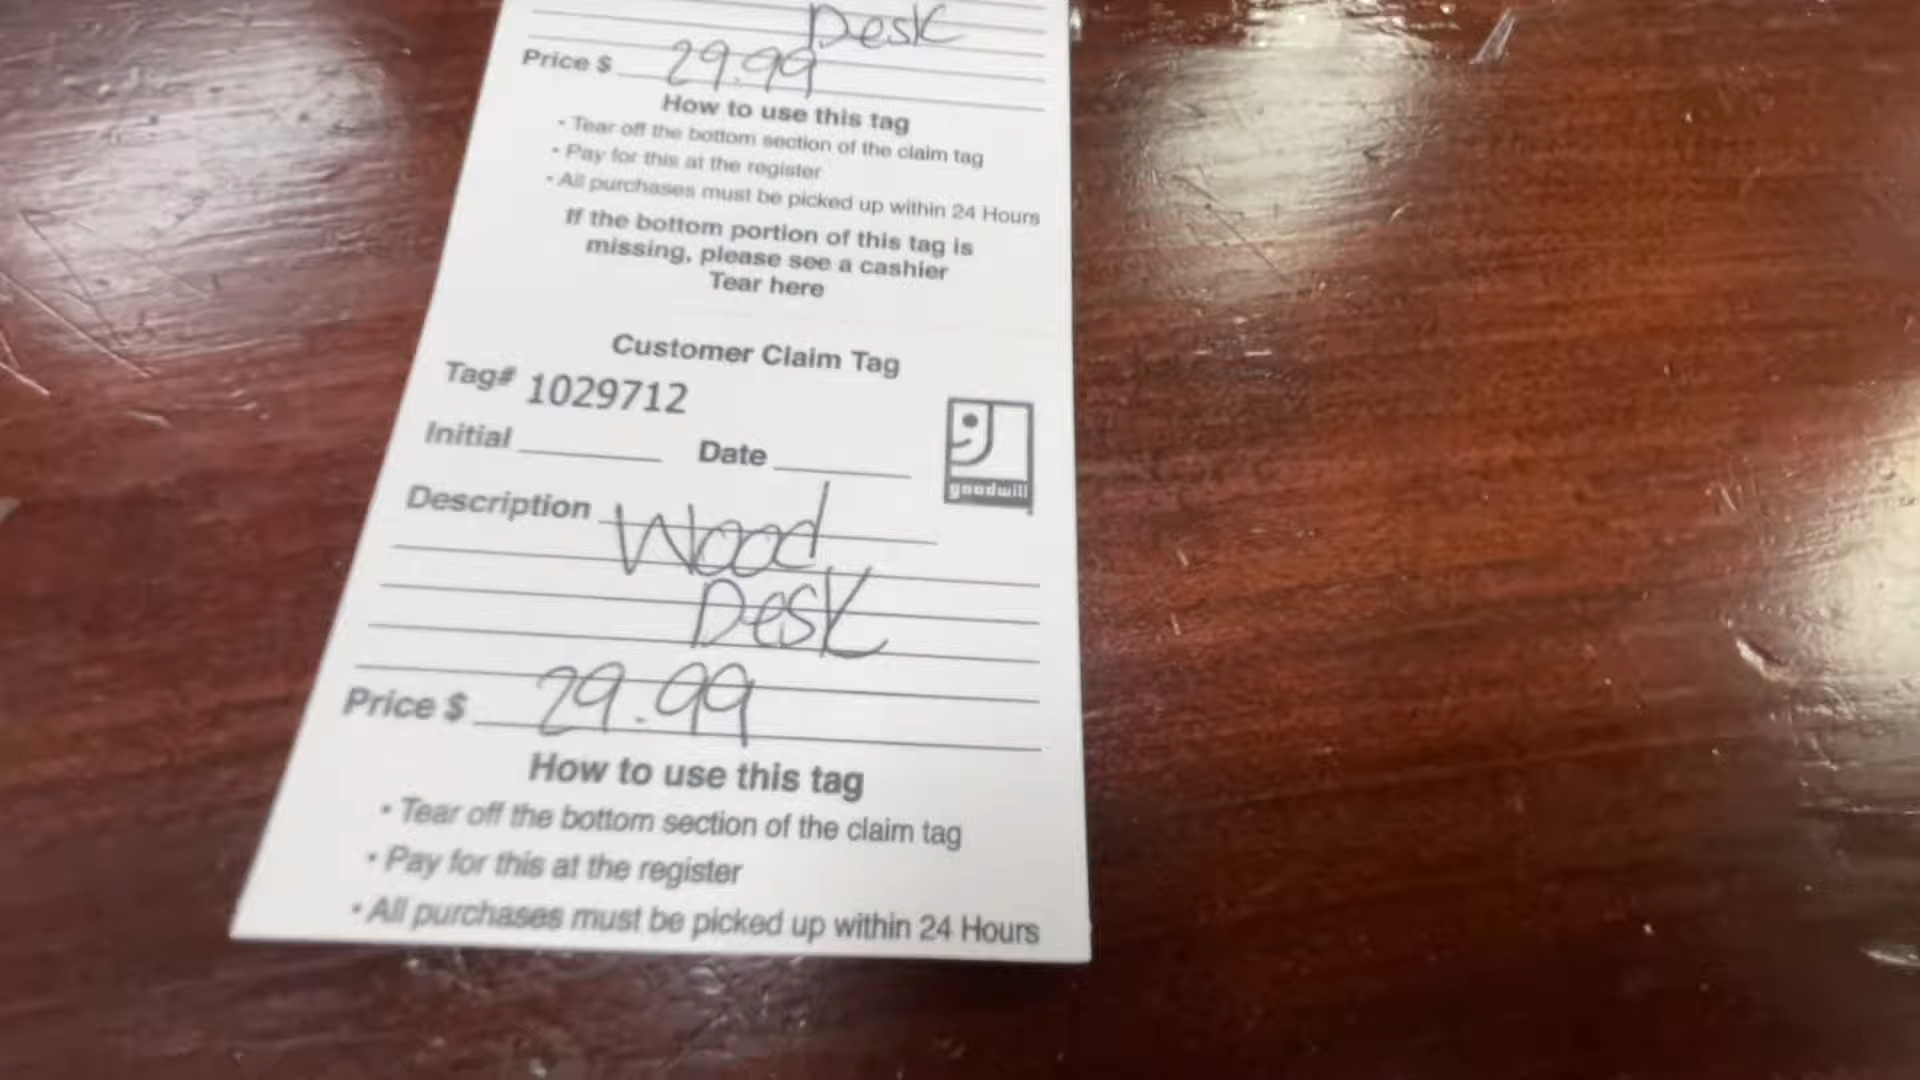 Desk
Price $ 29.99
How to use this tag
• Tear off the bottom section of the claim tag
• Pay for this at the register
• All purchases must be picked up within 24 Hours
If the bottom portion of this tag is
missing, please see a cashier
Tear here
Customer Claim Tag
Tag# 1029712
Initial Date
goodwill
Description Wood
Desk
Price $ 29.99
How to use this tag
• Tear off the bottom section of the claim tag
• Pay for this at the register
• All purchases must be picked up within 24 Hours